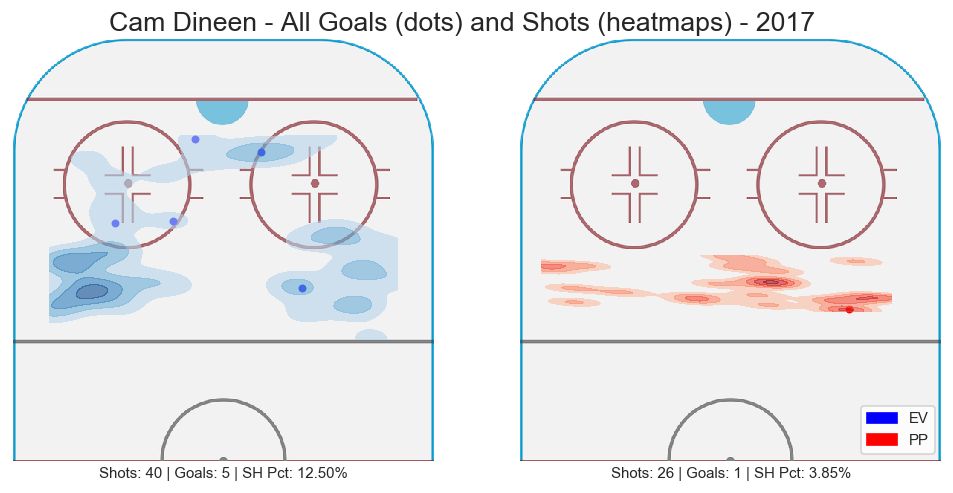 Cam Dineen - All Goals (dots) and Shots (heatmaps) - 2017
EV
PP
Shots: 40 | Goals: 5 | SH Pct: 12.50%
Shots: 26 | Goals: 1 | SH Pct: 3.85%